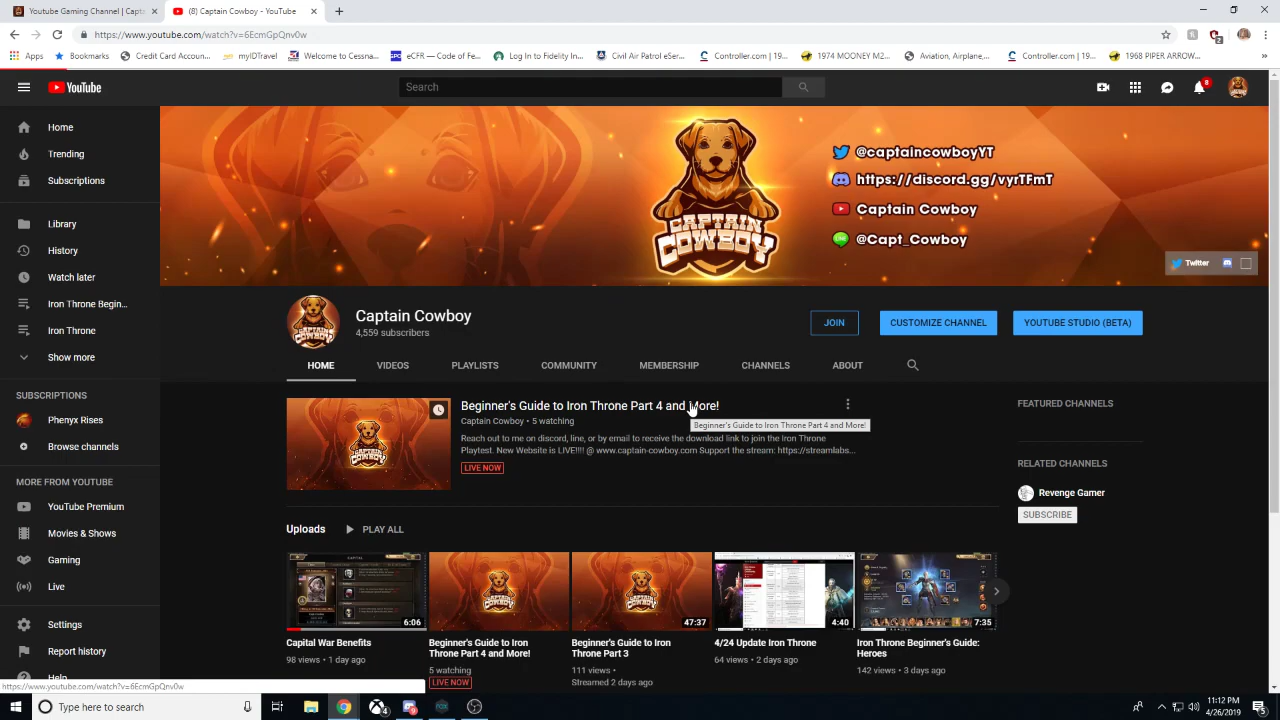 Youtube Gaming Channel | Capta
(6) Captain Cowboy - YouTube
https://www.youtube.com/watch?v=6EcmGpQnv0w
2
Apps
Bookmarks
Credit Card Accou...
myIDTravel
Welcome to Cessna...
eCFR — Code of Fe...
Log In to Fidelity In...
Civil Air Patrol eSer...
Controller.com | 19...
1974 MOONEY M2...
Aviation, Airplane,...
Controller.com | 19...
1968 PIPER ARROW...
»
YouTube
Search
8
Home
Trending
Subscriptions
Library
History
Watch later
Iron Throne Begin...
Iron Throne
Show more
SUBSCRIPTIONS
Phenyx Rises
Browse channels
MORE FROM YOUTUBE
YouTube Premium
Movies & Shows
Gaming
Live
Settings
Report history
Help
CAPTAIN
COWBOY
@captaincowboyYT
https://discord.gg/vyrTFmT
Captain Cowboy
@Capt_Cowboy
Twitter
Captain Cowboy
4,559 subscribers
JOIN
CUSTOMIZE CHANNEL
YOUTUBE STUDIO (BETA)
HOME
VIDEOS
PLAYLISTS
COMMUNITY
MEMBERSHIP
CHANNELS
ABOUT
Beginner's Guide to Iron Throne Part 4 and More!
Captain Cowboy • 5 watching
Beginner's Guide to Iron Throne Part 4 and More!
Reach out to me on discord, line, or by email to receive the download link to join the Iron Throne
Playtest. New Website is LIVE!!!! @ www.captain-cowboy.com Support the stream: https://streamlabs...
LIVE NOW
FEATURED CHANNELS
RELATED CHANNELS
Revenge Gamer
SUBSCRIBE
Uploads
PLAY ALL
6:06
47:37
4:40
7:35
Capital War Benefits
98 views • 1 day ago
Beginner's Guide to Iron
Throne Part 4 and More!
5 watching
LIVE NOW
Beginner's Guide to Iron
Throne Part 3
111 views •
Streamed 2 days ago
4/24 Update Iron Throne
64 views • 2 days ago
Iron Throne Beginner's Guide:
Heroes
142 views • 3 days ago
https://www.youtube.com/watch?v=6EcmGpQnv0w
Type here to search
11:12 PM
4/26/2019